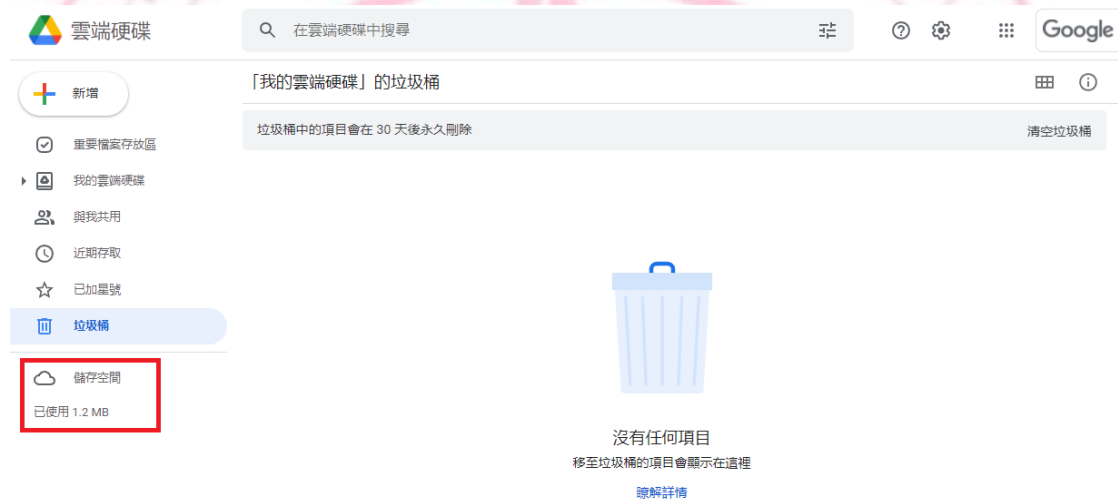 雲端硬碟
在雲端硬碟中搜尋
Google
新增
「我的雲端硬碟」的垃圾桶
垃圾桶中的項目會在 30 天後永久刪除
清空垃圾桶
重要檔案存放區
我的雲端硬碟
與我共用
近期存取
已加星號
垃圾桶
儲存空間
已使用 1.2 MB
沒有任何項目
移至垃圾桶的項目會顯示在這裡
瞭解詳情